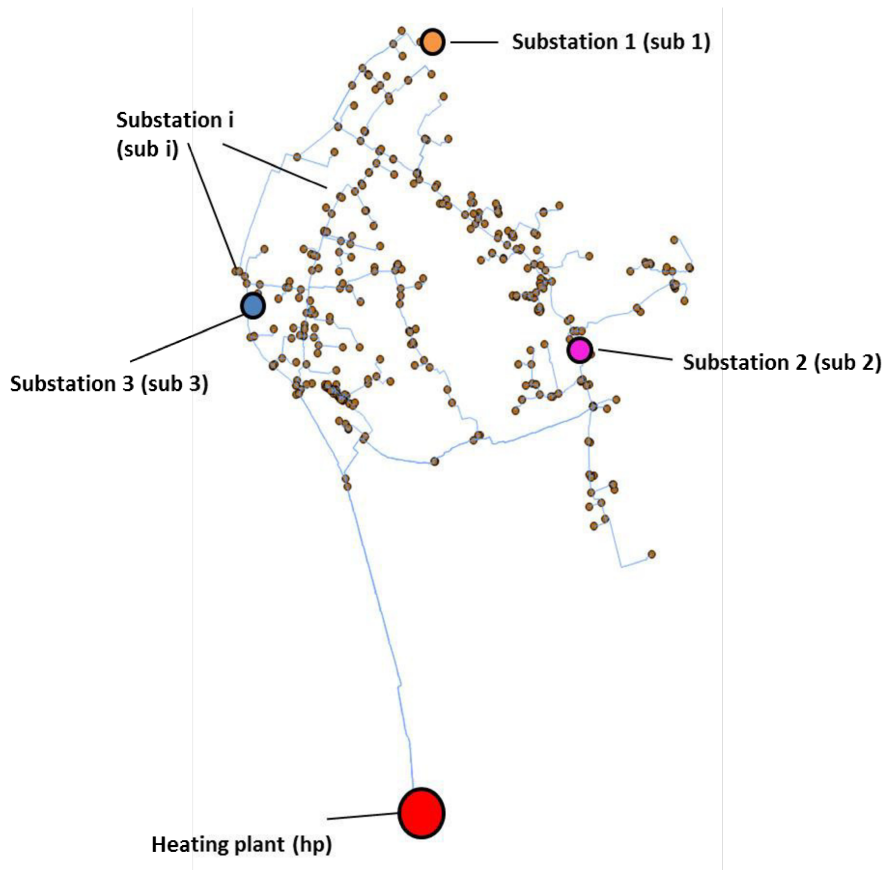 Substation 1 (sub 1)
Substation i
(sub i)
Substation 2 (sub 2)
Substation 3 (sub 3)
Heating plant (hp)